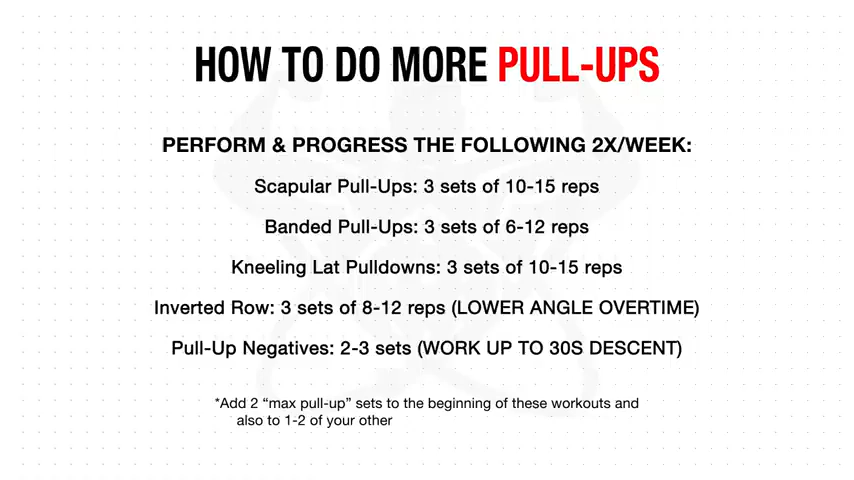 HOW TO DO MORE PULL-UPS
PERFORM & PROGRESS THE FOLLOWING 2X/WEEK:
Scapular Pull-Ups: 3 sets of 10-15 reps
Banded Pull-Ups: 3 sets of 6-12 reps
Kneeling Lat Pulldowns: 3 sets of 10-15 reps
Inverted Row: 3 sets of 8-12 reps (LOWER ANGLE OVERTIME)
Pull-Up Negatives: 2-3 sets (WORK UP TO 30S DESCENT)
*Add 2 “max pull-up” sets to the beginning of these workouts and
also to 1-2 of your other